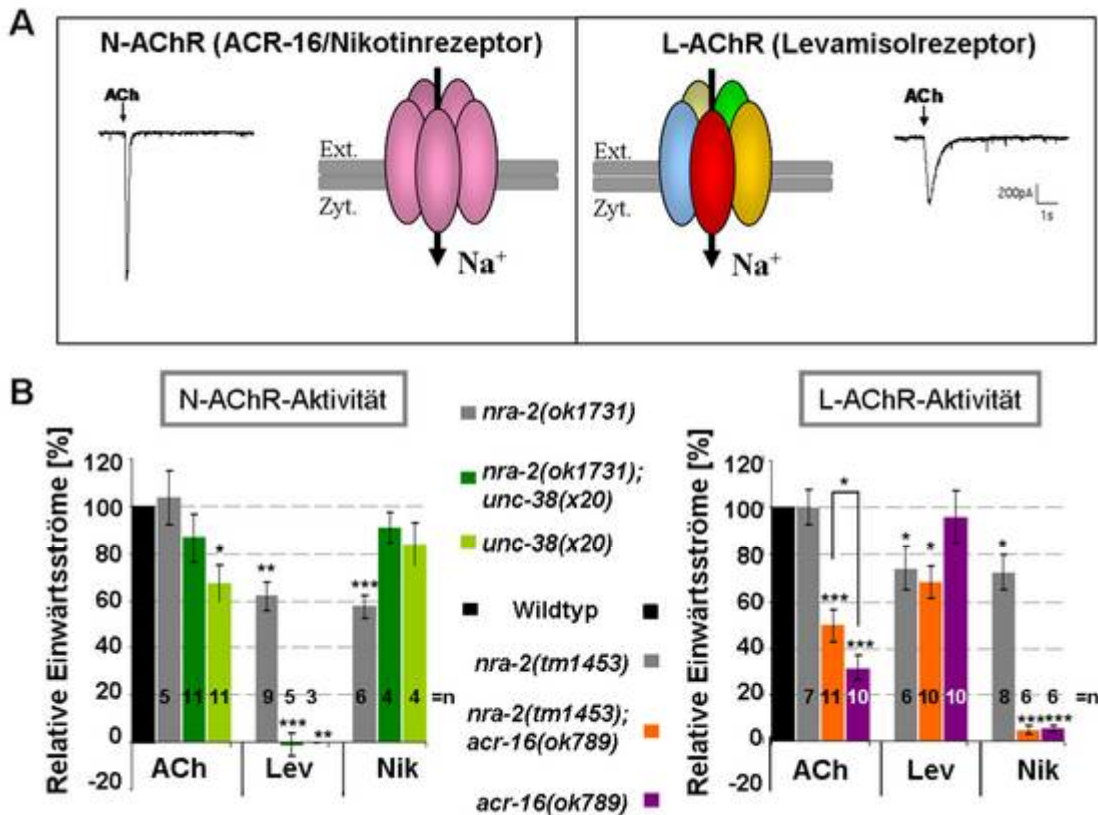 A
N-AChR (ACR-16/Nikotinrezeptor)
ACh
Ext.
Zyt.
Na+
L-AChR (Levamisolrezeptor)
ACh
Ext.
Zyt.
Na+
200pA
1s
B
N-AChR-Aktivität
Relative Einwärtsströme [%]
120
100
80
60
40
20
0
-20
*
**
***
***
**
5 11 11 9 5 3 6 4 4 =n
ACh Lev Nik
nra-2(ok1731)
nra-2(ok1731);
unc-38(x20)
unc-38(x20)
Wildtyp
nra-2(tm1453)
nra-2(tm1453);
acr-16(ok789)
acr-16(ok789)
L-AChR-Aktivität
Relative Einwärtsströme [%]
120
100
80
60
40
20
0
-20
*
* * *
*** ***
7 11 10 6 10 10 8 6 6 =n
*** ***
ACh Lev Nik